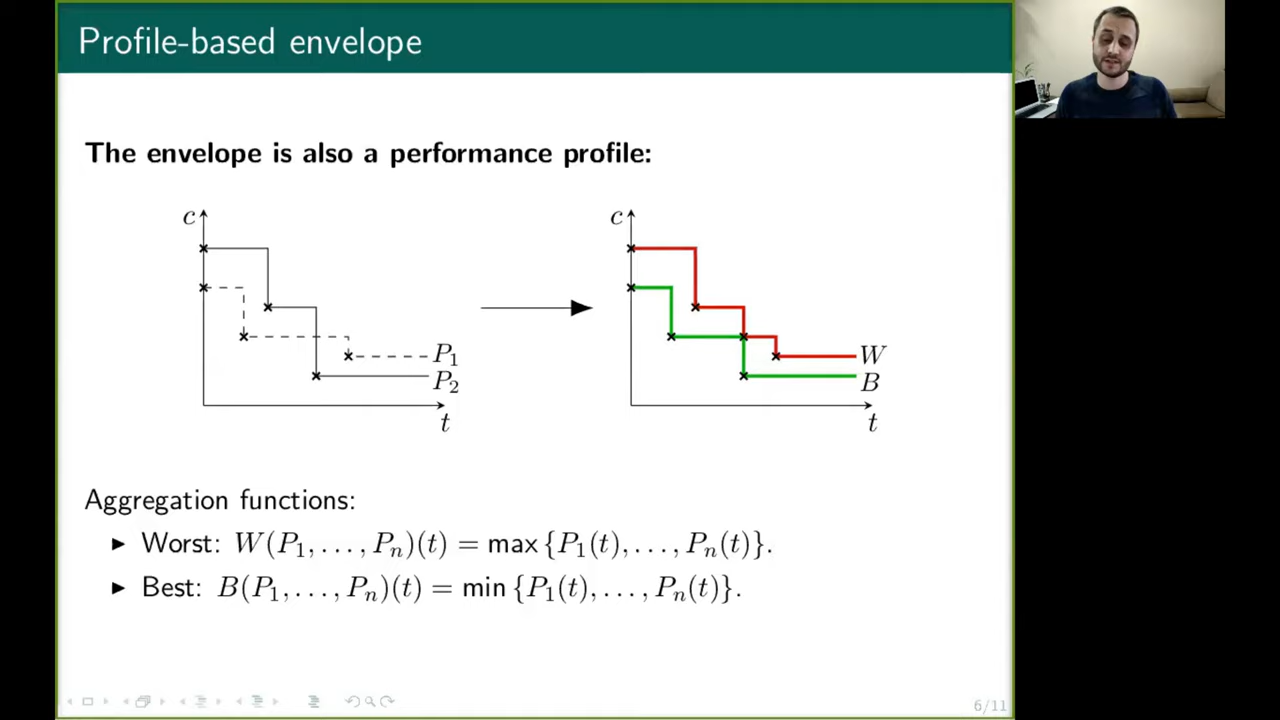 Profile-based envelope
The envelope is also a performance profile:
c
P₁
P₂
t
c
W
B
t
Aggregation functions:
▶ Worst: W(P₁, . . . , Pₙ)(t) = max {P₁(t), . . . , Pₙ(t)}.
▶ Best: B(P₁, . . . , Pₙ)(t) = min {P₁(t), . . . , Pₙ(t)}.
6/11